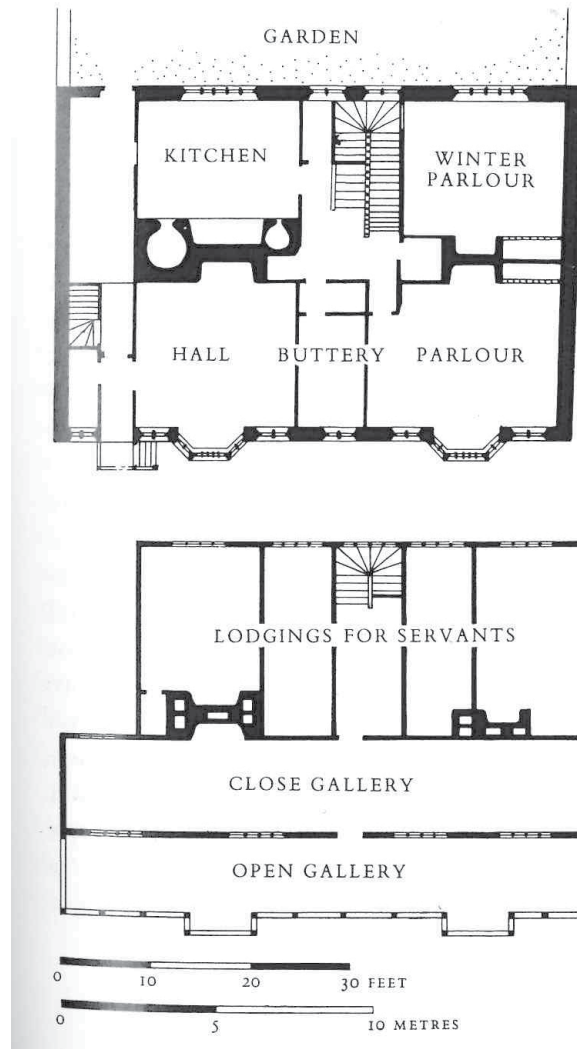 GARDEN
KITCHEN
WINTER
PARLOUR
HALL BUTTERY PARLOUR
LODGINGS FOR SERVANTS
CLOSE GALLERY
OPEN GALLERY
0 10 20 30 FEET
0 5 10 METRES